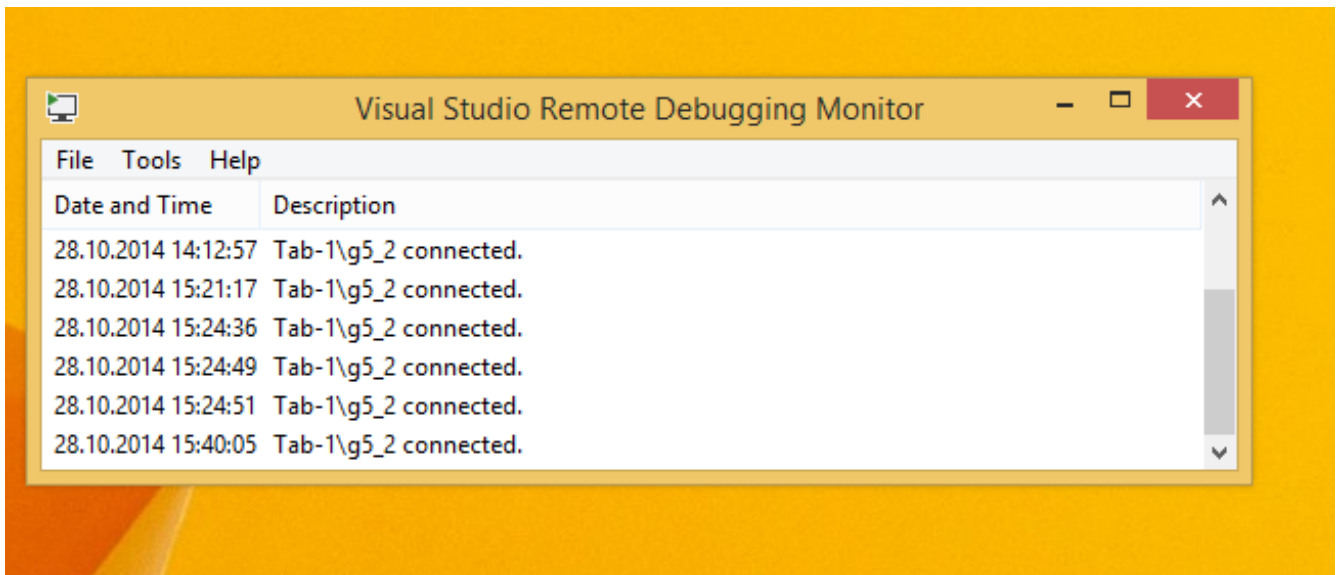 Visual Studio Remote Debugging Monitor
File Tools Help
Date and Time Description
28.10.2014 14:12:57 Tab-1\g5_2 connected.
28.10.2014 15:21:17 Tab-1\g5_2 connected.
28.10.2014 15:24:36 Tab-1\g5_2 connected.
28.10.2014 15:24:49 Tab-1\g5_2 connected.
28.10.2014 15:24:51 Tab-1\g5_2 connected.
28.10.2014 15:40:05 Tab-1\g5_2 connected.